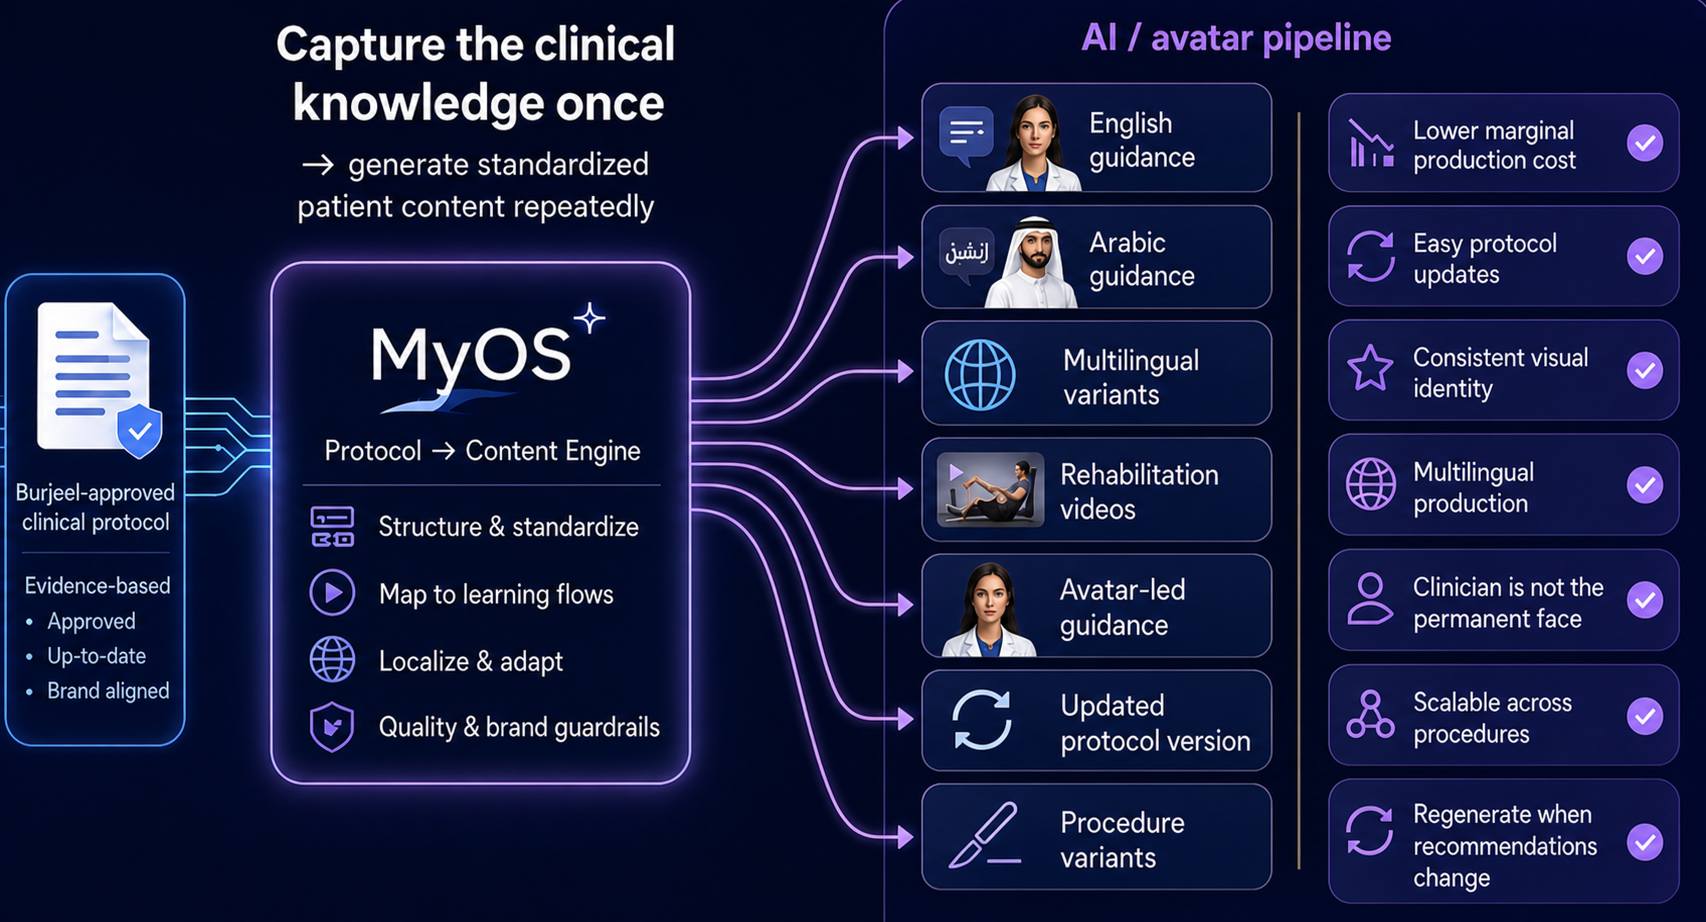 Capture the clinical
knowledge once
→ generate standardized
patient content repeatedly
Burjeel-approved
clinical protocol
Evidence-based
• Approved
• Up-to-date
• Brand aligned
MyOS
Protocol → Content Engine
Structure & standardize
Map to learning flows
Localize & adapt
Quality & brand guardrails
AI / avatar pipeline
English
guidance
Arabic
guidance
Multilingual
variants
Rehabilitation
videos
Avatar-led
guidance
Updated
protocol version
Procedure
variants
Lower marginal
production cost
Easy protocol
updates
Consistent visual
identity
Multilingual
production
Clinician is not the
permanent face
Scalable across
procedures
Regenerate when
recommendations
change